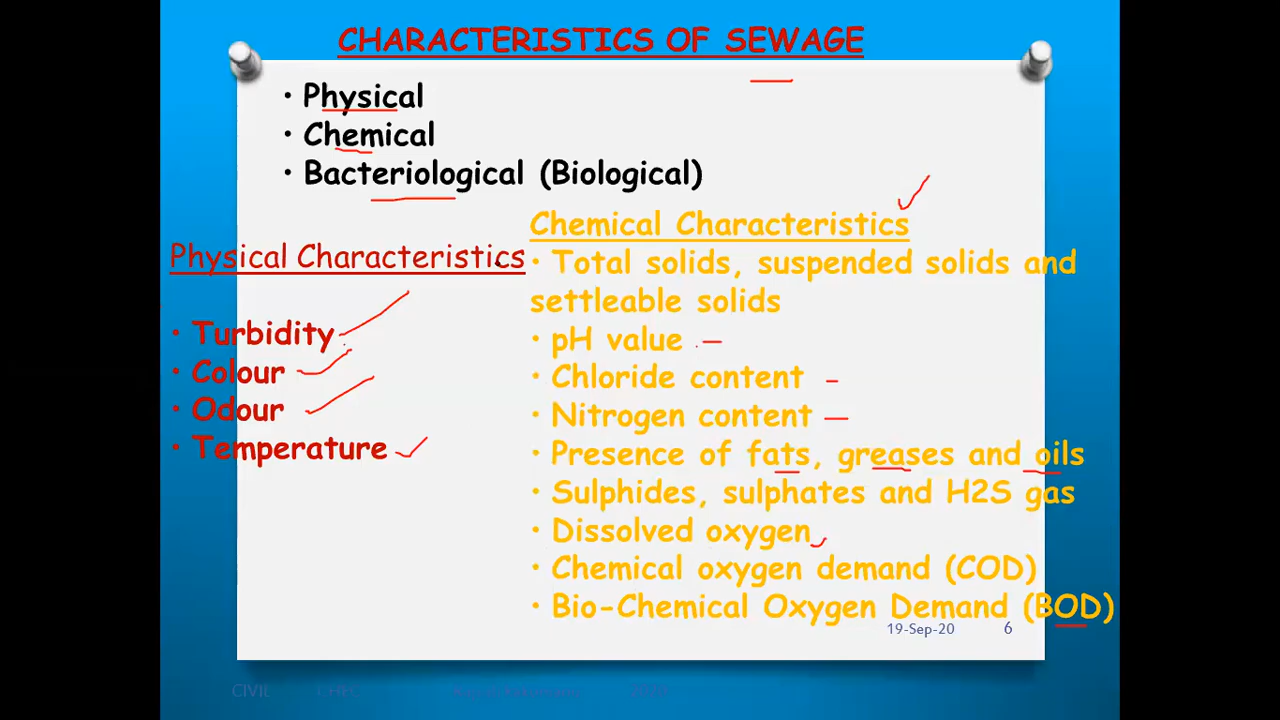 CHARACTERISTICS OF SEWAGE
• Physical
• Chemical
• Bacteriological (Biological)
Physical Characteristics
• Turbidity
• Colour
• Odour
• Temperature
Chemical Characteristics
• Total solids, suspended solids and
settleable solids
• pH value
• Chloride content
• Nitrogen content
• Presence of fats, greases and oils
• Sulphides, sulphates and H2S gas
• Dissolved oxygen
• Chemical oxygen demand (COD)
• Bio-Chemical Oxygen Demand (BOD)
19-Sep-20 6
CIVIL